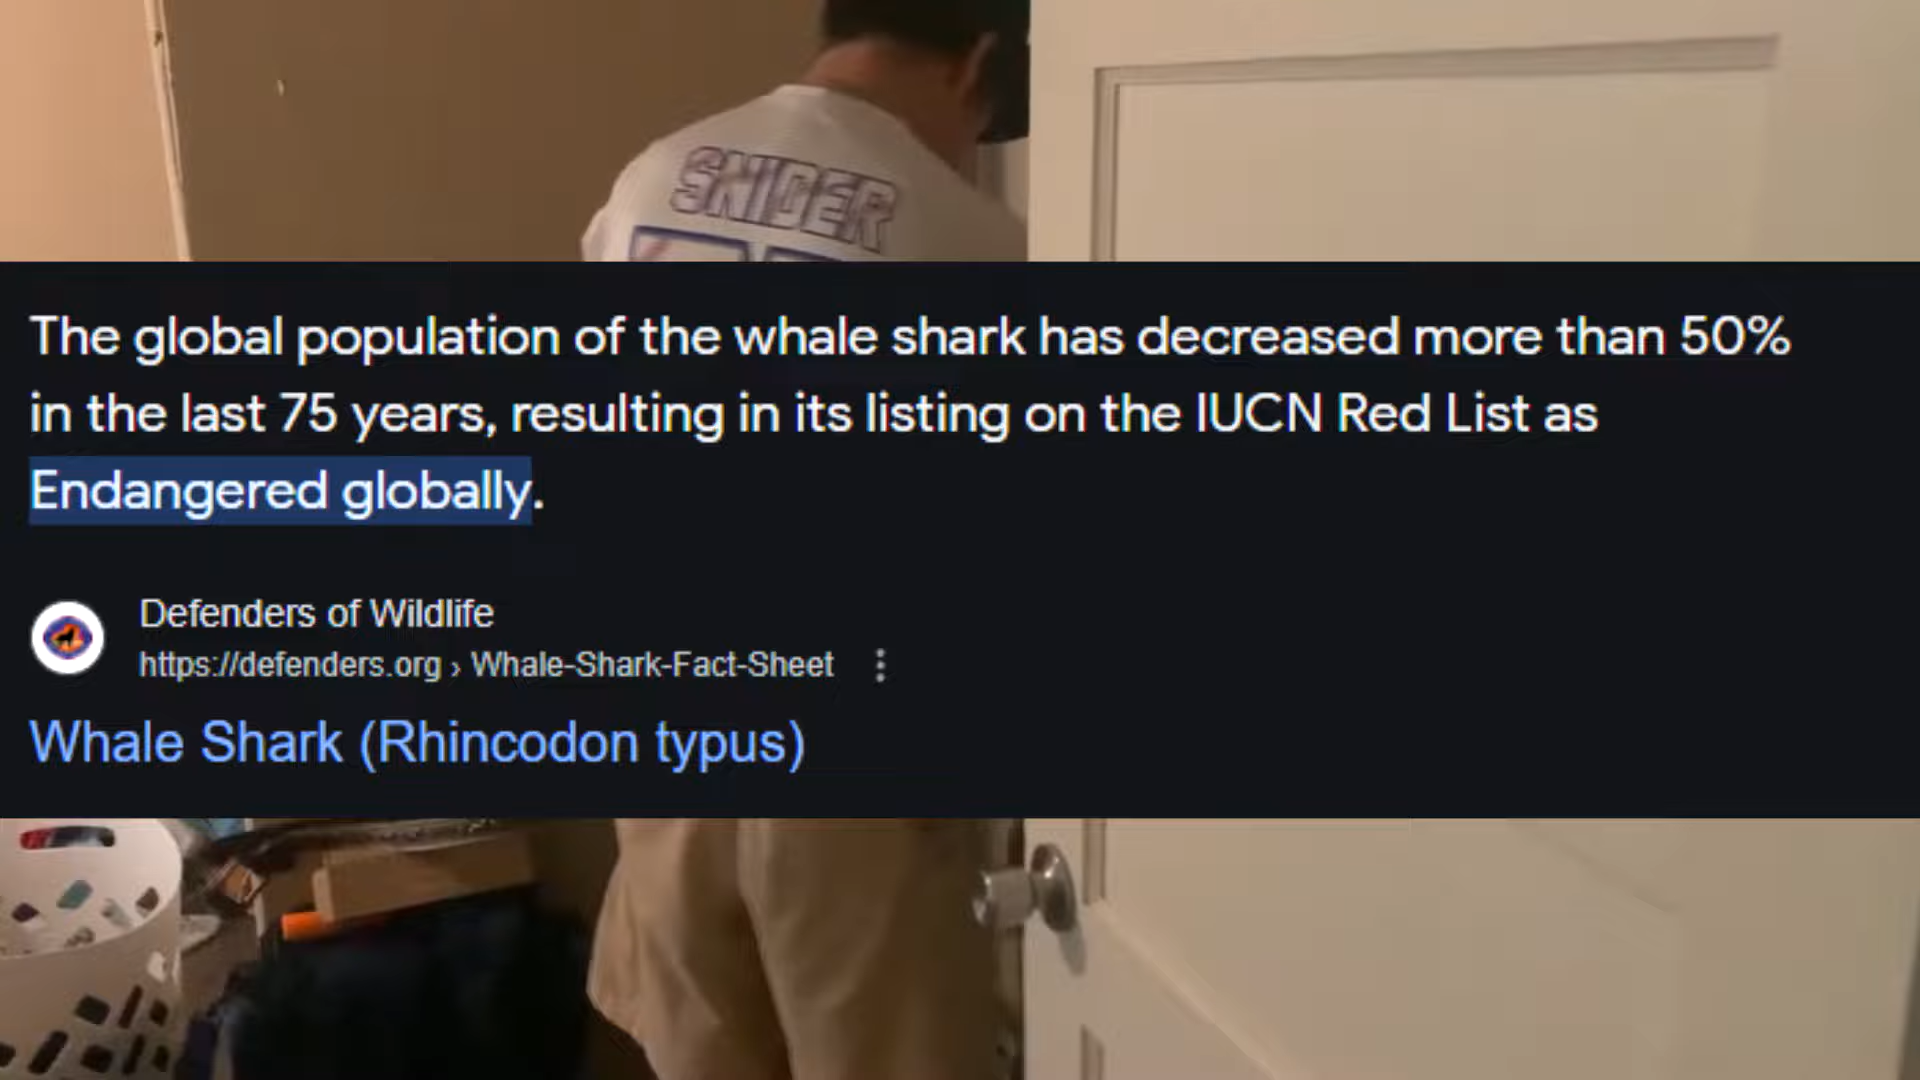 SNIDER
The global population of the whale shark has decreased more than 50%
in the last 75 years, resulting in its listing on the IUCN Red List as
Endangered globally.
Defenders of Wildlife
https://defenders.org › Whale-Shark-Fact-Sheet
Whale Shark (Rhincodon typus)